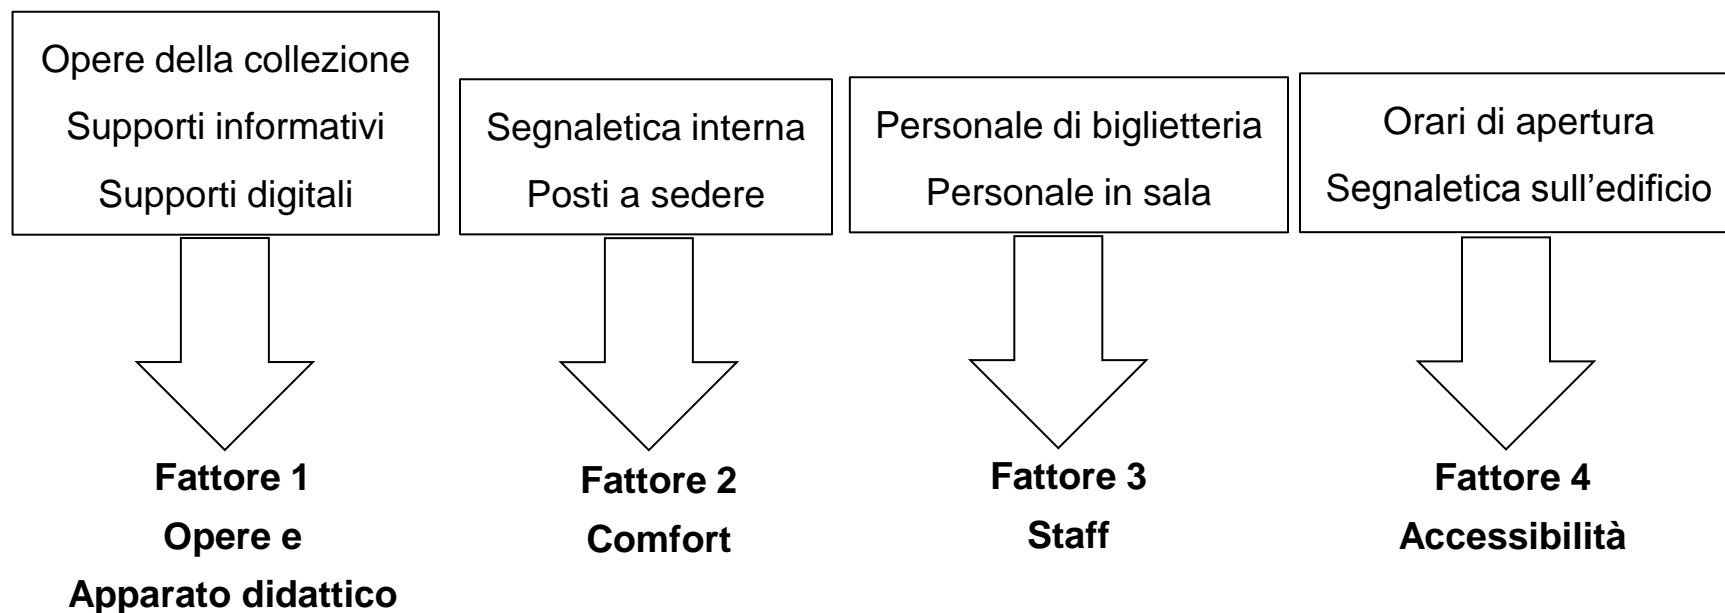 Opere della collezione
Supporti informativi
Supporti digitali
Segnaletica interna
Posti a sedere
Personale di biglietteria
Personale in sala
Orari di apertura
Segnaletica sull’edificio
Fattore 1
Opere e
Apparato didattico
Fattore 2
Comfort
Fattore 3
Staff
Fattore 4
Accessibilità